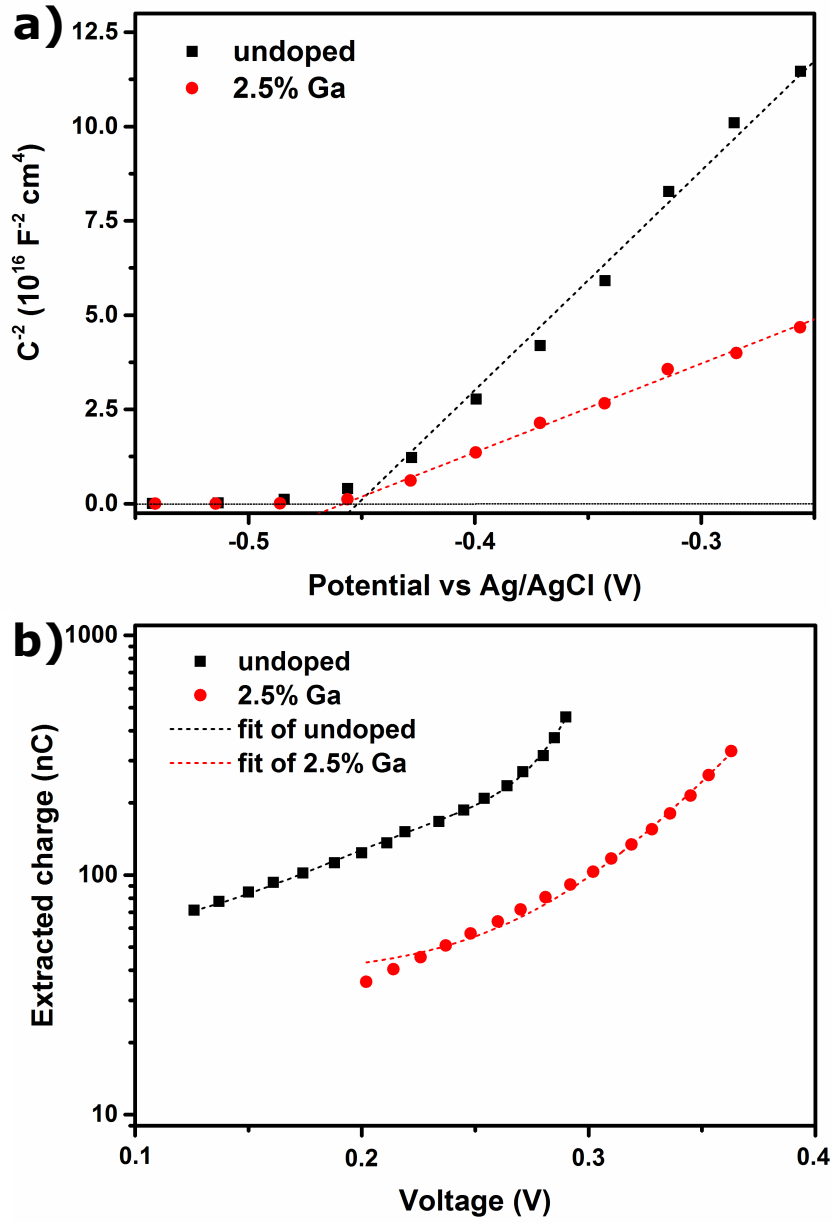 a)
12.5
10.0
7.5
5.0
2.5
0.0
C⁻² (10¹⁶ F⁻² cm⁴)
undoped
2.5% Ga
-0.5 -0.4 -0.3
Potential vs Ag/AgCl (V)
b)
1000
100
10
Extracted charge (nC)
undoped
2.5% Ga
fit of undoped
fit of 2.5% Ga
0.1 0.2 0.3 0.4
Voltage (V)